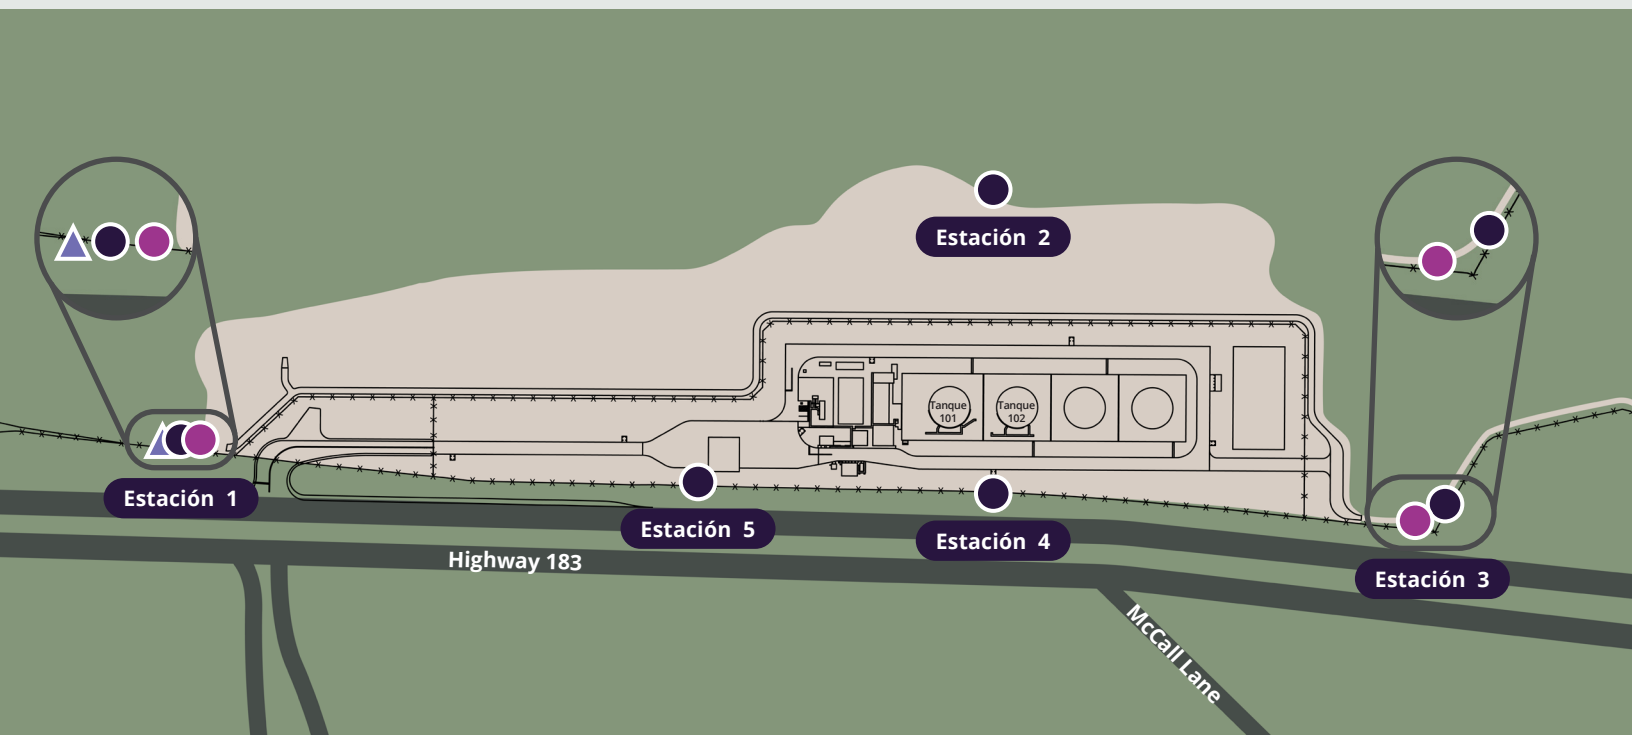 Estación 2
Tanque
101
Tanque
102
Estación 1
Estación 5
Estación 4
Highway 183
Estación 3
McCall Lane